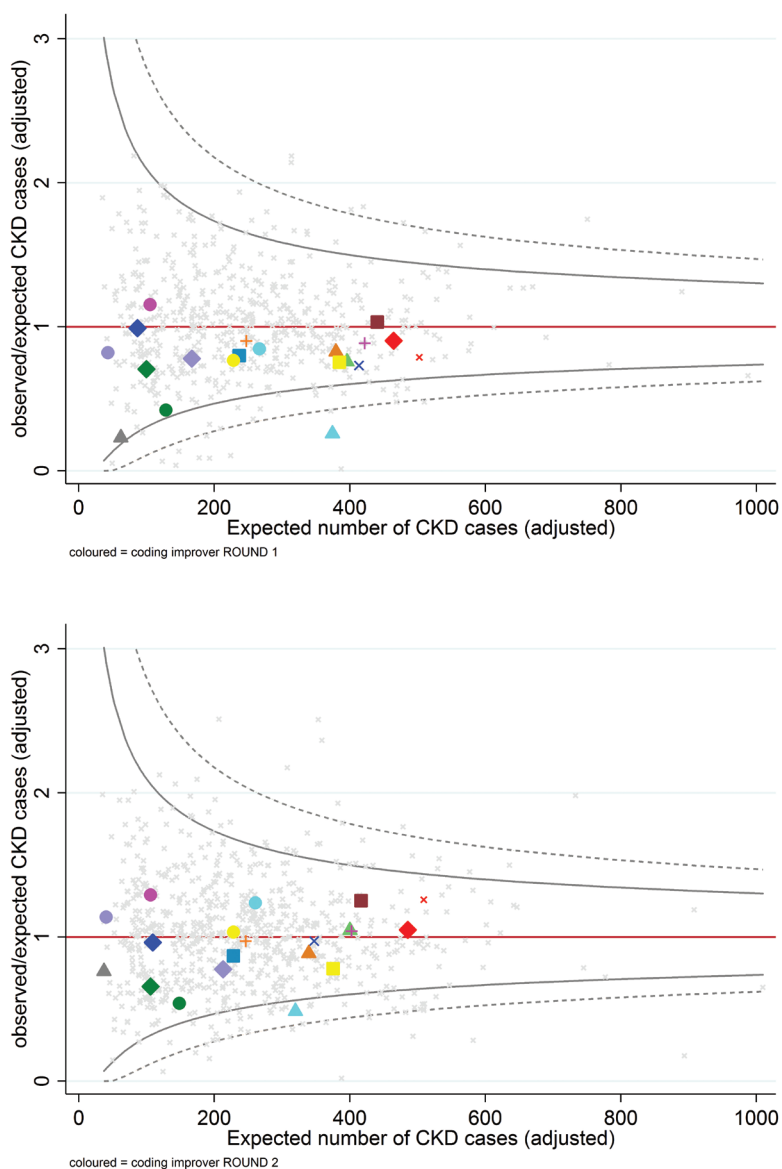 3
2
1
0
observed/expected CKD cases (adjusted)
0 200 400 600 800 1000
Expected number of CKD cases (adjusted)
coloured = coding improver ROUND 1
3
2
1
0
observed/expected CKD cases (adjusted)
0 200 400 600 800 1000
Expected number of CKD cases (adjusted)
coloured = coding improver ROUND 2